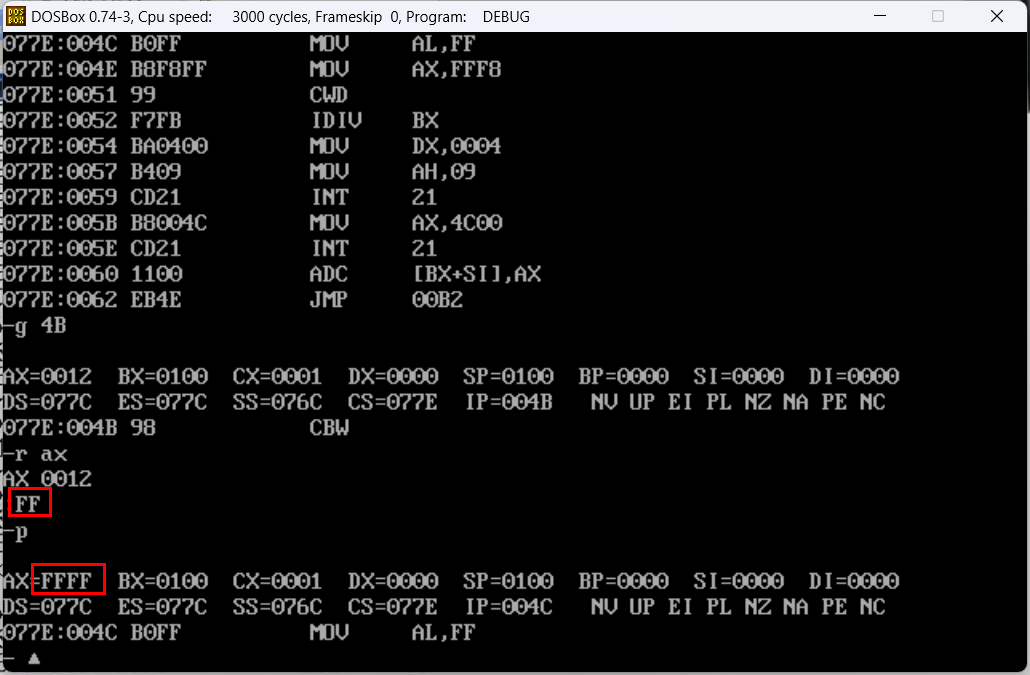 DOSBox 0.74-3, Cpu speed:    3000 cycles, Frameskip  0, Program:    DEBUG
077E:004C B0FF          MOV     AL,FF
077E:004E B8F8FF        MOV     AX,FFF8
077E:0051 99            CWD
077E:0052 F7FB          IDIV    BX
077E:0054 BA0400        MOV     DX,0004
077E:0057 B409          MOV     AH,09
077E:0059 CD21          INT     21
077E:005B B8004C        MOV     AX,4C00
077E:005E CD21          INT     21
077E:0060 1100          ADC     [BX+SI],AX
077E:0062 EB4E          JMP     00B2
-g 4B
AX=0012  BX=0100  CX=0001  DX=0000  SP=0100  BP=0000  SI=0000  DI=0000
DS=077C  ES=077C  SS=076C  CS=077E  IP=004B   NV UP EI PL NZ NA PE NC
077E:004B 98            CBW
-r ax
AX 0012
:FF
-p
AX=FFFF  BX=0100  CX=0001  DX=0000  SP=0100  BP=0000  SI=0000  DI=0000
DS=077C  ES=077C  SS=076C  CS=077E  IP=004C   NV UP EI PL NZ NA PE NC
077E:004C B0FF          MOV     AL,FF
-